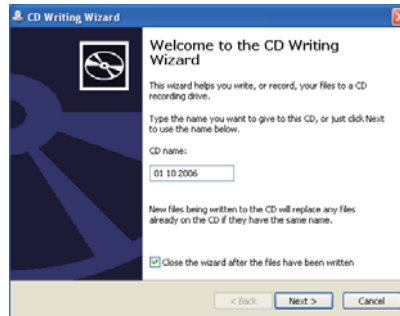 CD Writing Wizard
Welcome to the CD Writing
Wizard
This wizard helps you write, or record, your files to a CD
recording drive.
Type the name you want to give to this CD, or just click Next
to use the name below.
CD name:
01 10 2006
New files being written to the CD will replace any files
already on the CD if they have the same name.
Close the wizard after the files have been written
< Back
Next >
Cancel